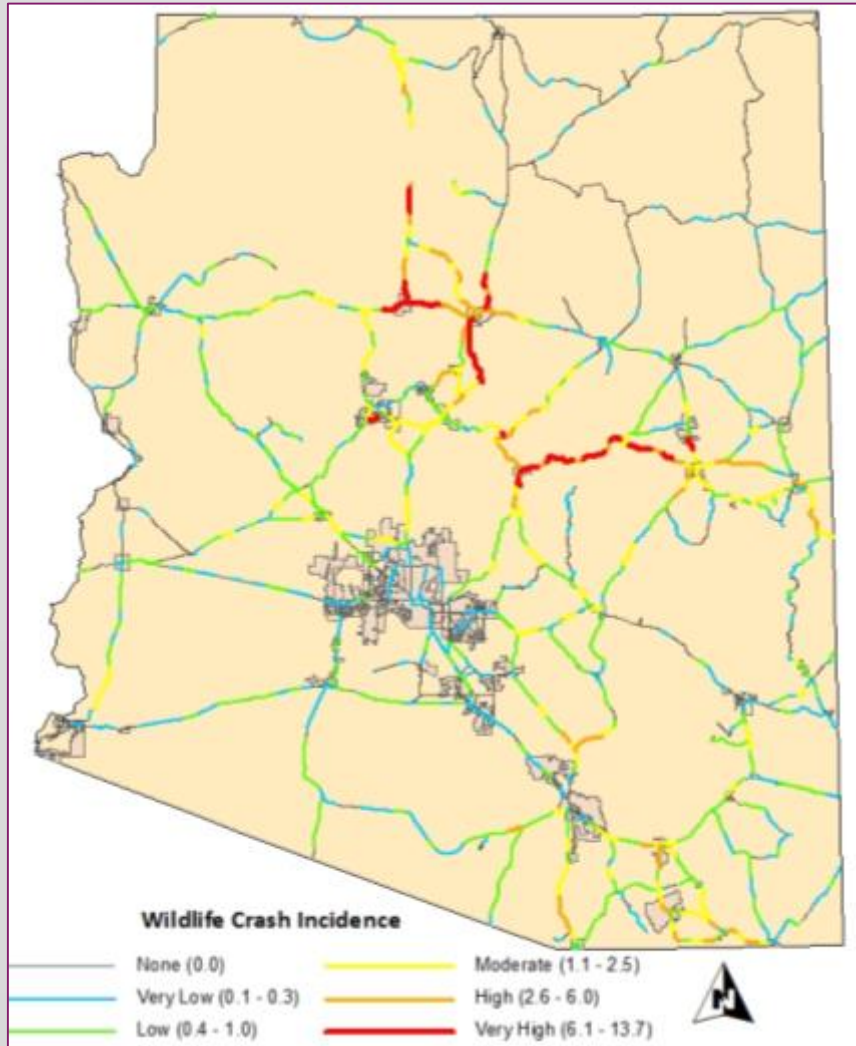 Wildlife Crash Incidence
None (0.0)
Very Low (0.1 - 0.3)
Low (0.4 - 1.0)
Moderate (1.1 - 2.5)
High (2.6 - 6.0)
Very High (6.1 - 13.7)
N